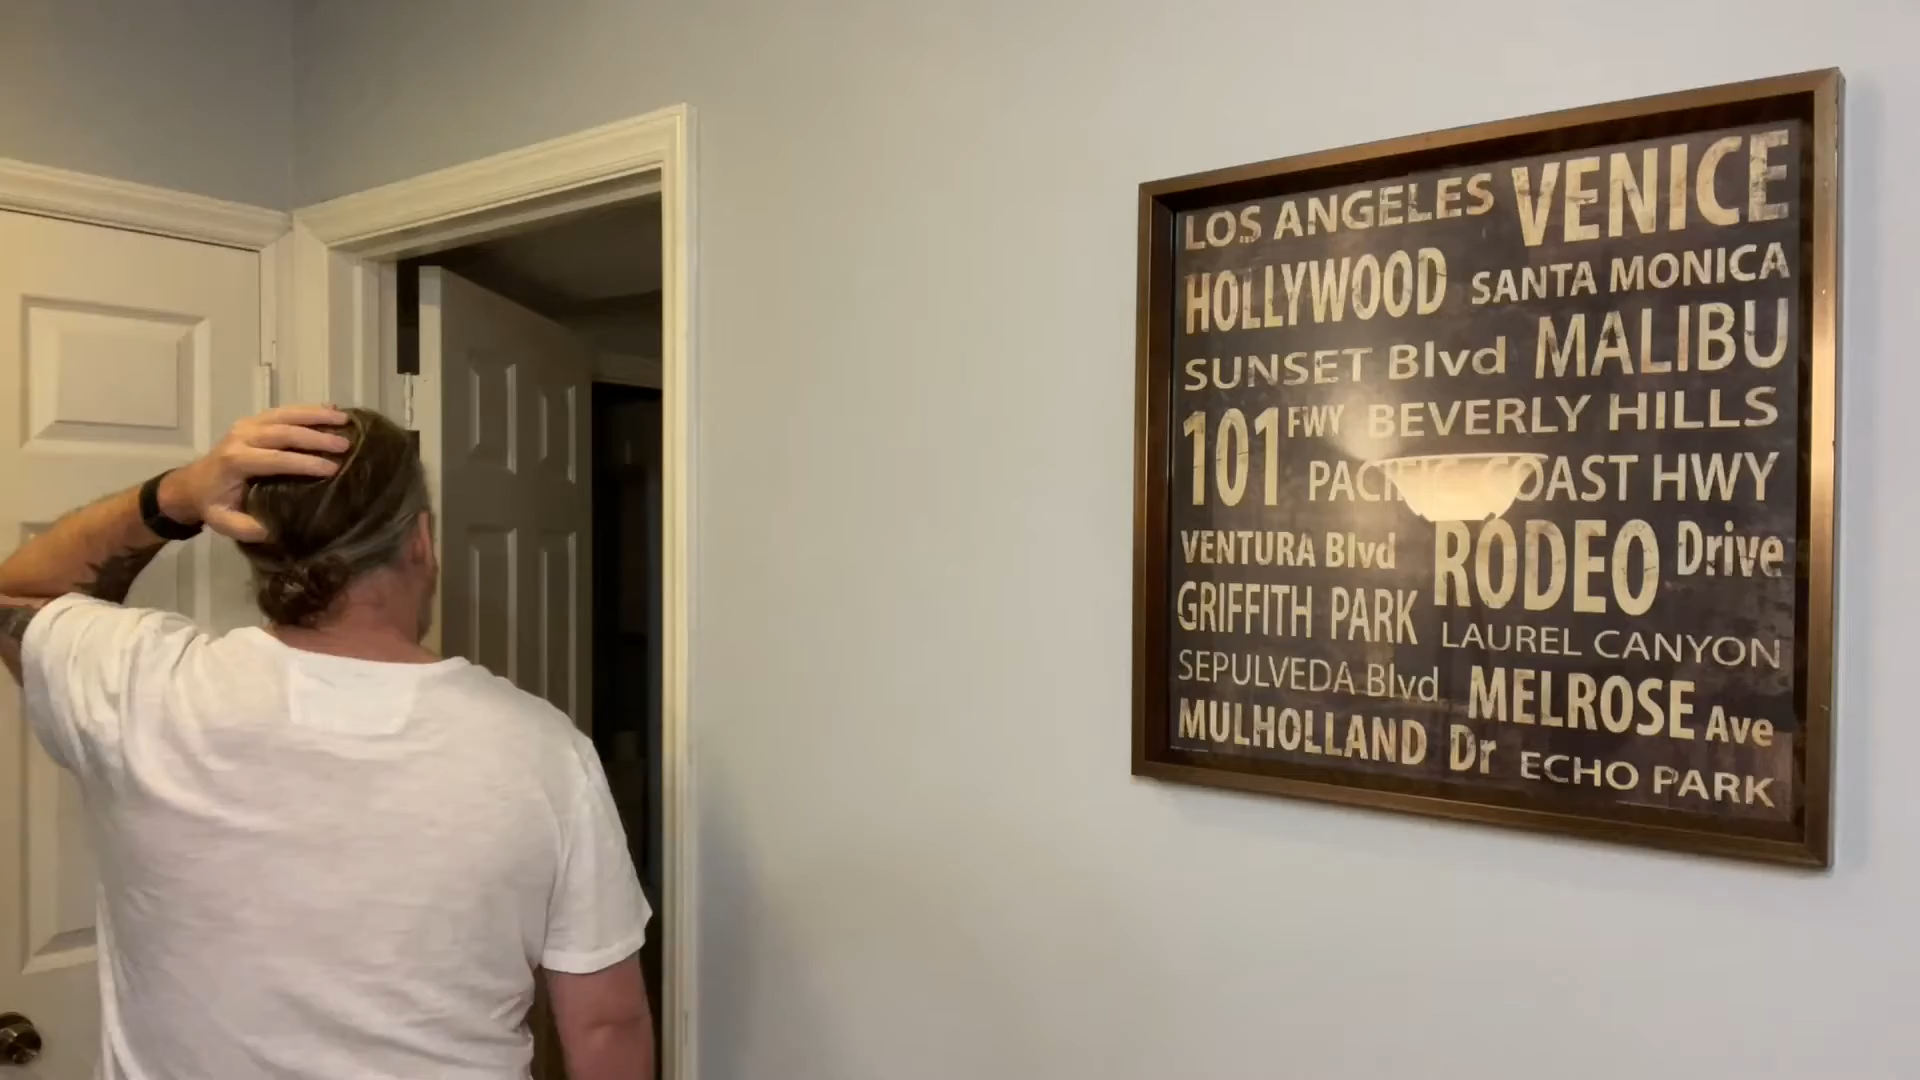 LOS ANGELES VENICE
HOLLYWOOD SANTA MONICA
SUNSET Blvd MALIBU
101 FWY BEVERLY HILLS
PACIFIC COAST HWY
VENTURA Blvd RODEO Drive
GRIFFITH PARK LAUREL CANYON
SEPULVEDA Blvd MELROSE Ave
MULHOLLAND Dr ECHO PARK